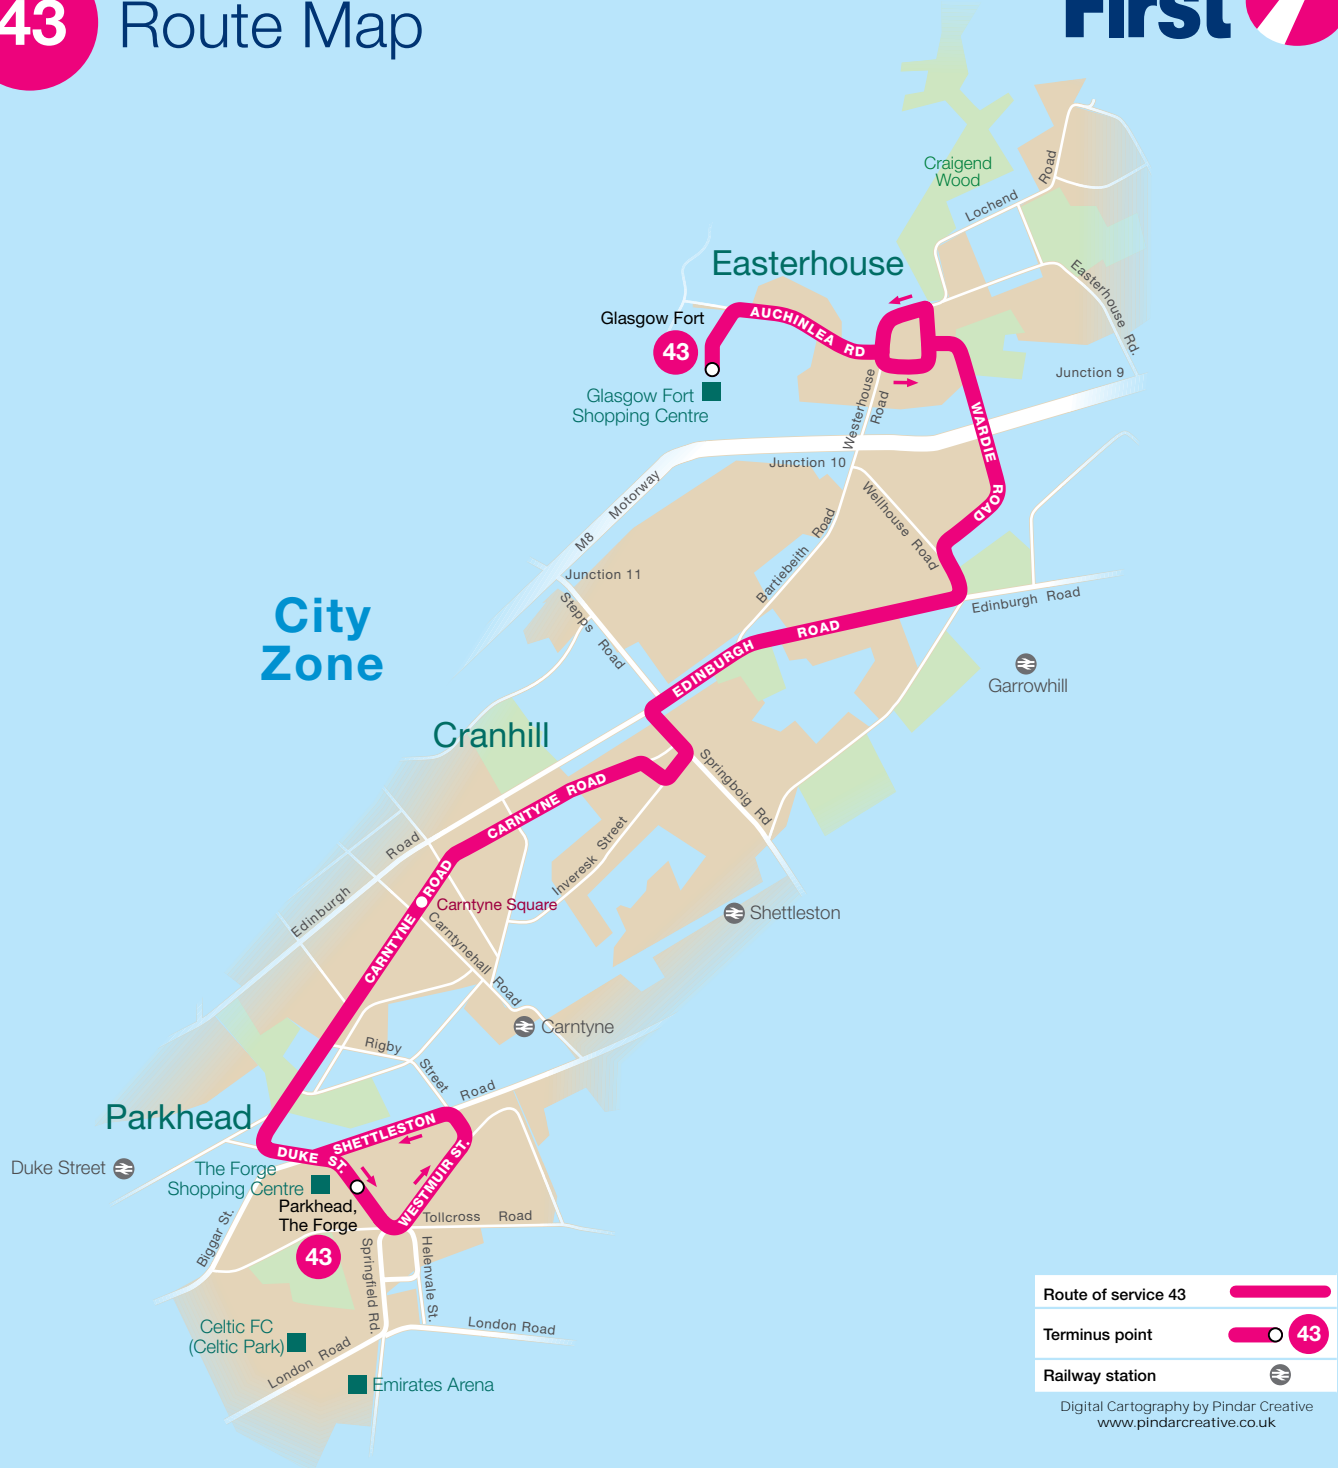 43
Route Map
First
Craigend
Wood
Lochend
Road
Easterhouse
Easterhouse Rd.
Glasgow Fort
43
AUCHINLEA RD
Glasgow Fort
Shopping Centre
Westerhouse
Road
Junction 9
WARDIE ROAD
Junction 10
M8 Motorway
Wellhouse Road
Bartiebeith Road
Junction 11
Stepps Road
City
Zone
Edinburgh Road
EDINBURGH ROAD
Garrowhill
Cranhill
Springboig Rd
CARNTYNE ROAD
Inveresk Street
Edinburgh Road
CARNTYNE ROAD
Carntyne Square
Carntynehall Road
Shettleston
Carntyne
Rigby Street
Road
Parkhead
SHETTLESTON
DUKE ST.
WESTMUIR ST.
Duke Street
The Forge
Shopping Centre
Parkhead,
The Forge
43
Tollcross Road
Biggar St.
Springfield Rd.
Helenvale St.
Celtic FC
(Celtic Park)
London Road
London Road
Emirates Arena
Route of service 43
Terminus point
43
Railway station
Digital Cartography by Pindar Creative
www.pindarcreative.co.uk